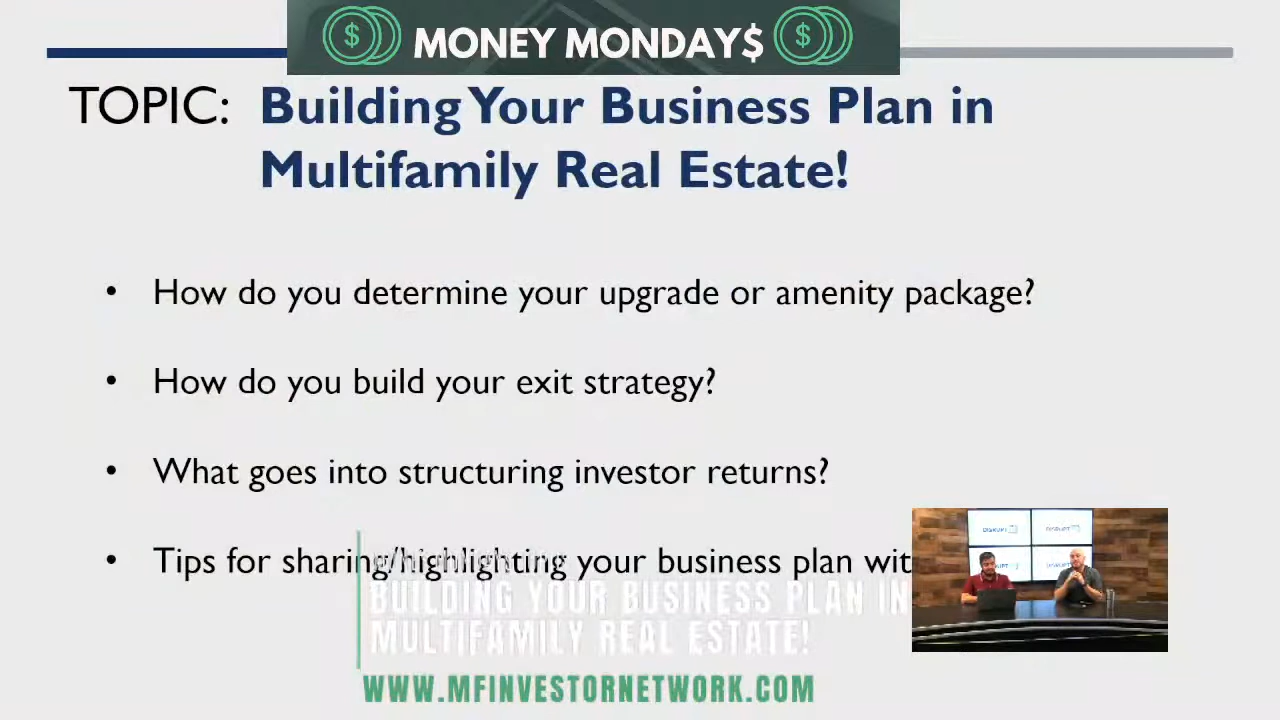 MONEY MONDAY$
TOPIC: Building Your Business Plan in
Multifamily Real Estate!
• How do you determine your upgrade or amenity package?
• How do you build your exit strategy?
• What goes into structuring investor returns?
• Tips for sharing/highlighting your business plan wit
BUILDING YOUR BUSINESS PLAN IN
MULTIFAMILY REAL ESTATE!
WWW.MFINVESTORNETWORK.COM
DISRUPT DISRUPT